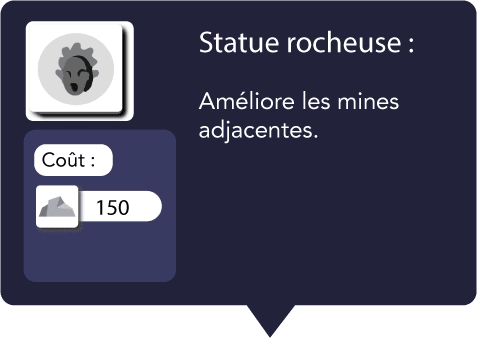 Statue rocheuse :
Améliore les mines
adjacentes.
Coût :
150